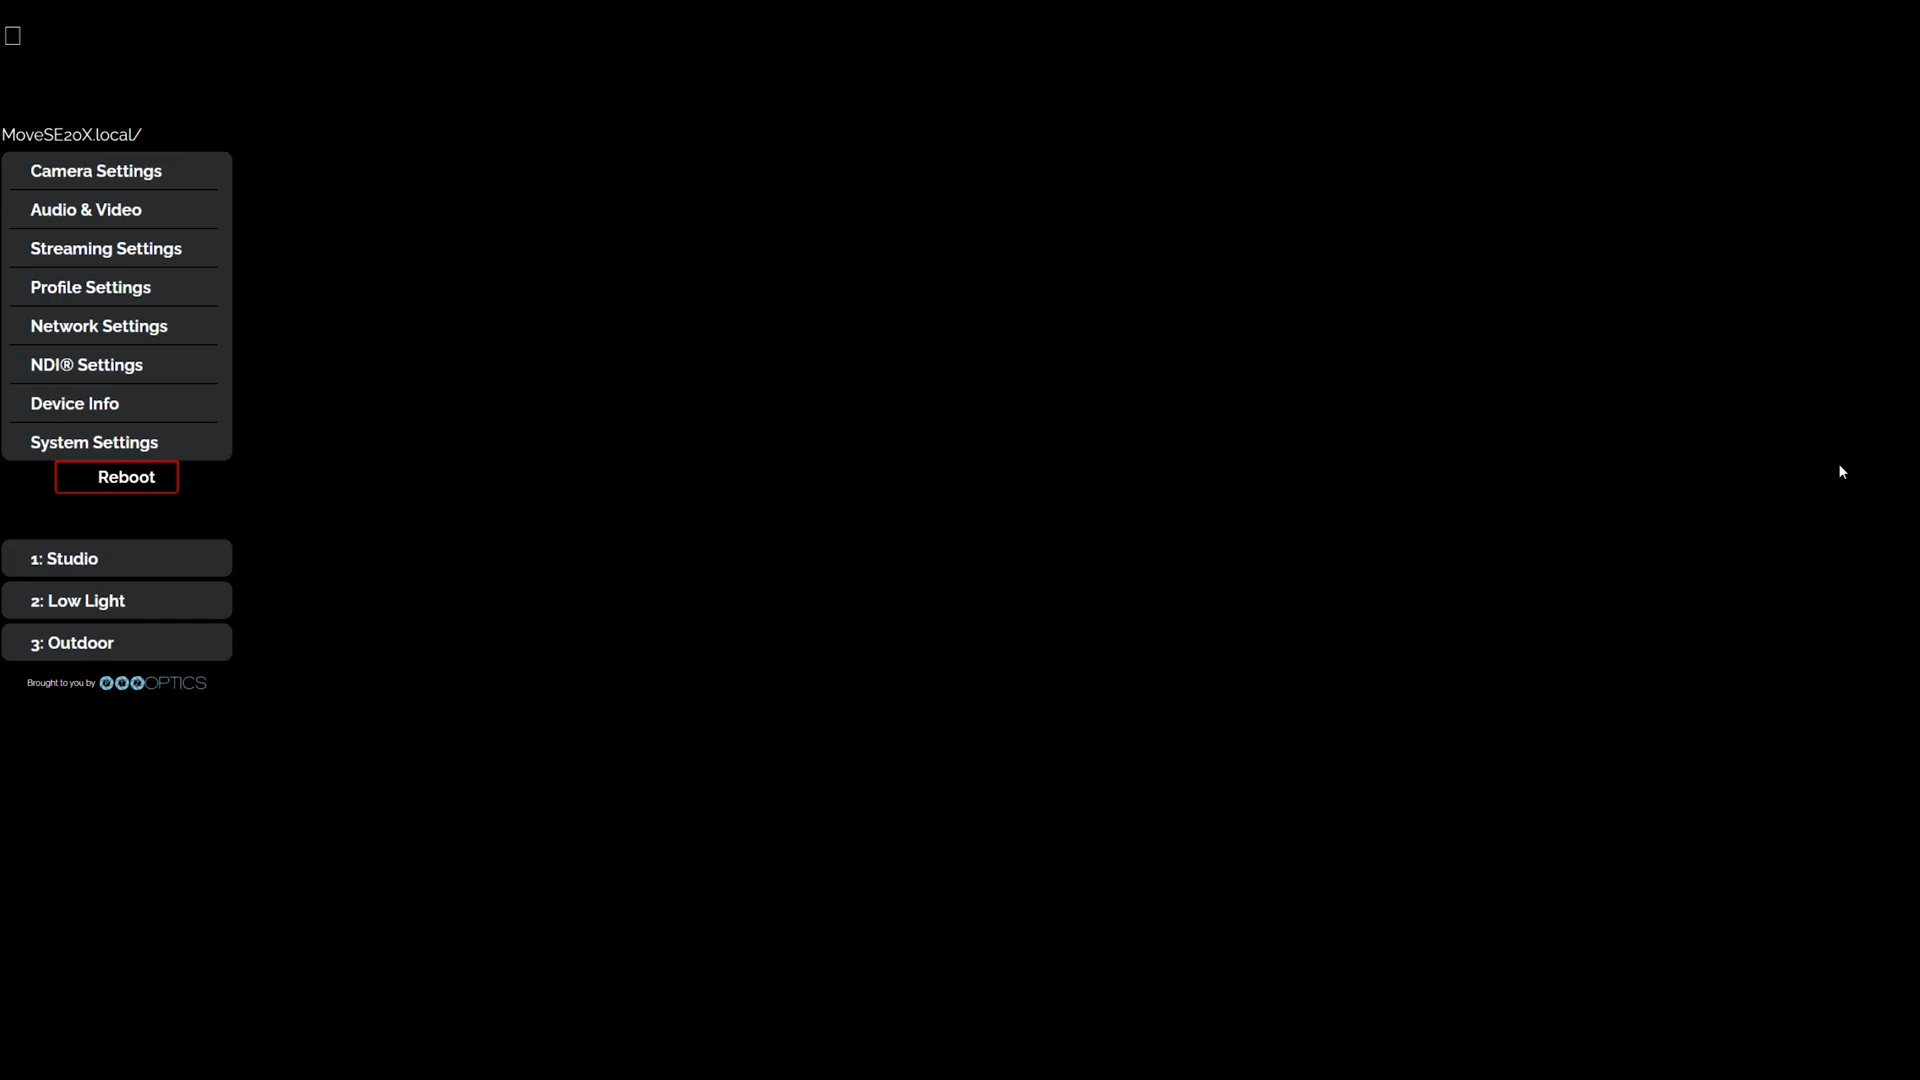 MoveSE20X.local/
Camera Settings
Audio & Video
Streaming Settings
Profile Settings
Network Settings
NDI® Settings
Device Info
System Settings
Reboot
1: Studio
2: Low Light
3: Outdoor
Brought to you by PTZOPTICS